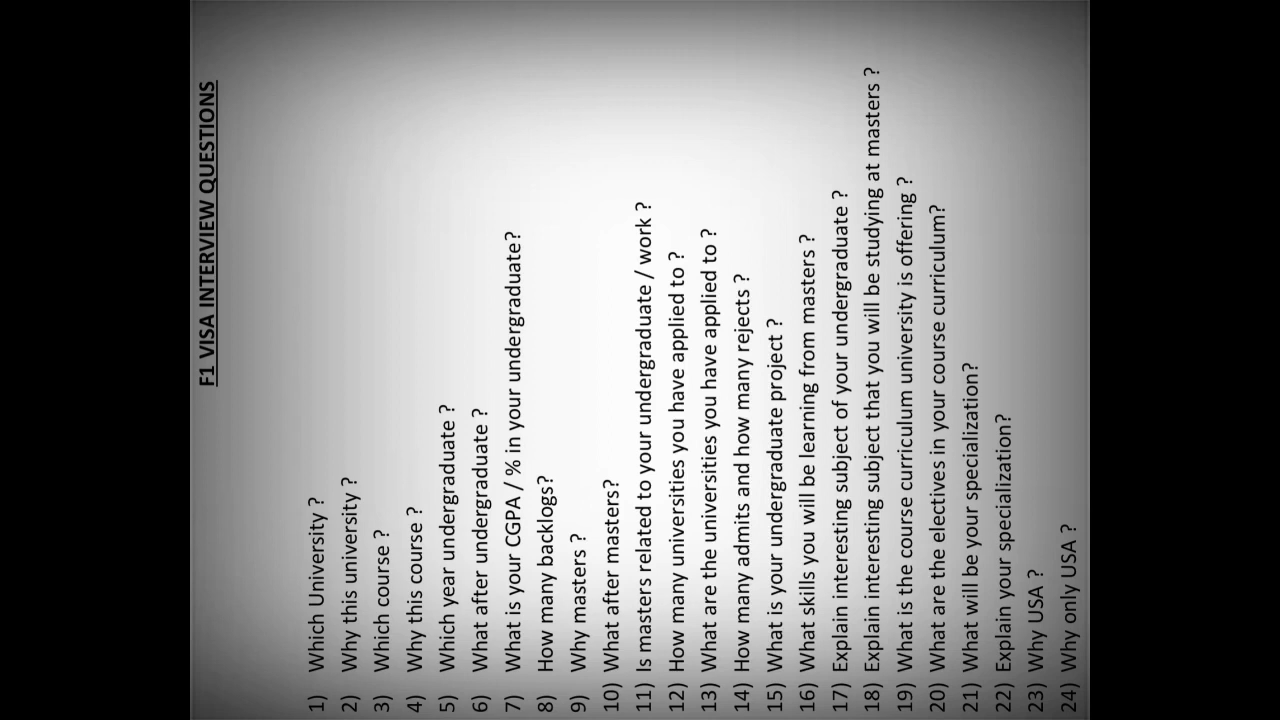 F1 VISA INTERVIEW QUESTIONS
1) Which University ?
2) Why this university ?
3) Which course ?
4) Why this course ?
5) Which year undergraduate ?
6) What after undergraduate ?
7) What is your CGPA / % in your undergraduate?
8) How many backlogs?
9) Why masters ?
10) What after masters?
11) Is masters related to your undergraduate / work ?
12) How many universities you have applied to ?
13) What are the universities you have applied to ?
14) How many admits and how many rejects ?
15) What is your undergraduate project ?
16) What skills you will be learning from masters ?
17) Explain interesting subject of your undergraduate ?
18) Explain interesting subject that you will be studying at masters ?
19) What is the course curriculum university is offering ?
20) What are the electives in your course curriculum?
21) What will be your specialization?
22) Explain your specialization?
23) Why USA ?
24) Why only USA ?